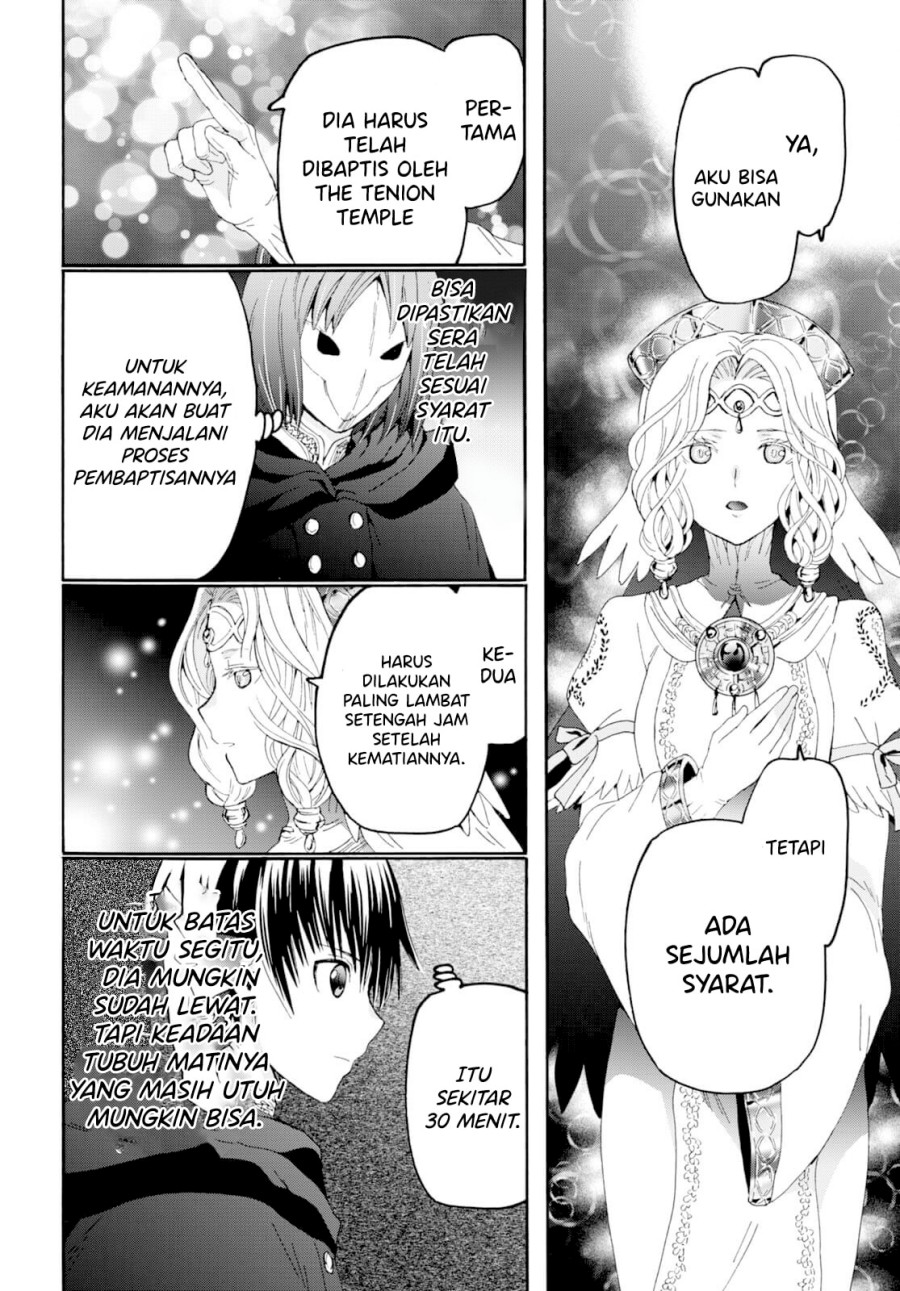 YA,
AKU BISA
GUNAKAN
TETAPI
ADA
SEJUMLAH
SYARAT.
PER-
TAMA
DIA HARUS
TELAH
DIBAPTIS OLEH
THE TENION
TEMPLE
BISA
DIPASTIKAN
SERA
TELAH
SESUAI
SYARAT
ITU.
UNTUK
KEAMANANNYA,
AKU AKAN BUAT
DIA MENJALANI
PROSES
PEMBAPTISANNYA
KE-
DUA
HARUS
DILAKUKAN
PALING LAMBAT
SETENGAH JAM
SETELAH
KEMATIANNYA.
ITU
SEKITAR
30 MENIT.
UNTUK BATAS
WAKTU SEGITU,
DIA MUNGKIN
SUDAH LEWAT.
TAPI-KEADAAN
TUBUH MATINYA
YANG MASIH UTUH
MUNGKIN BISA.